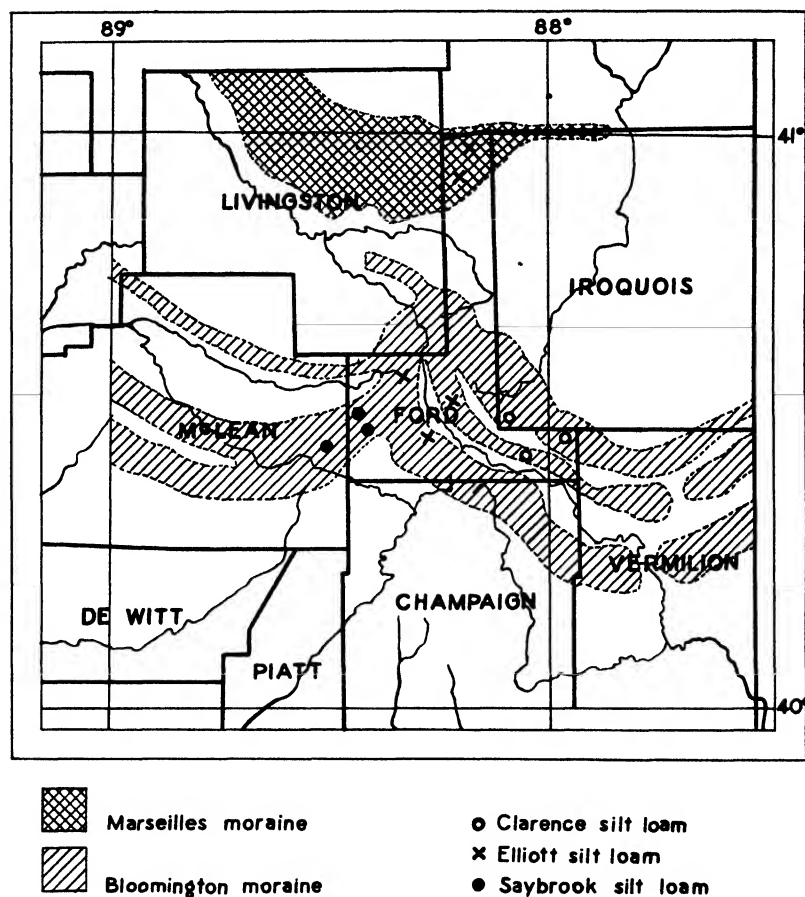 89° 88°
41°
LIVINGSTON
IROQUOIS
FORD
McLEAN
VERMILION
CHAMPAIGN
DE WITT
PIATT
40°
Marseilles moraine
Bloomington moraine
Clarence silt loam
Elliott silt loam
Saybrook silt loam